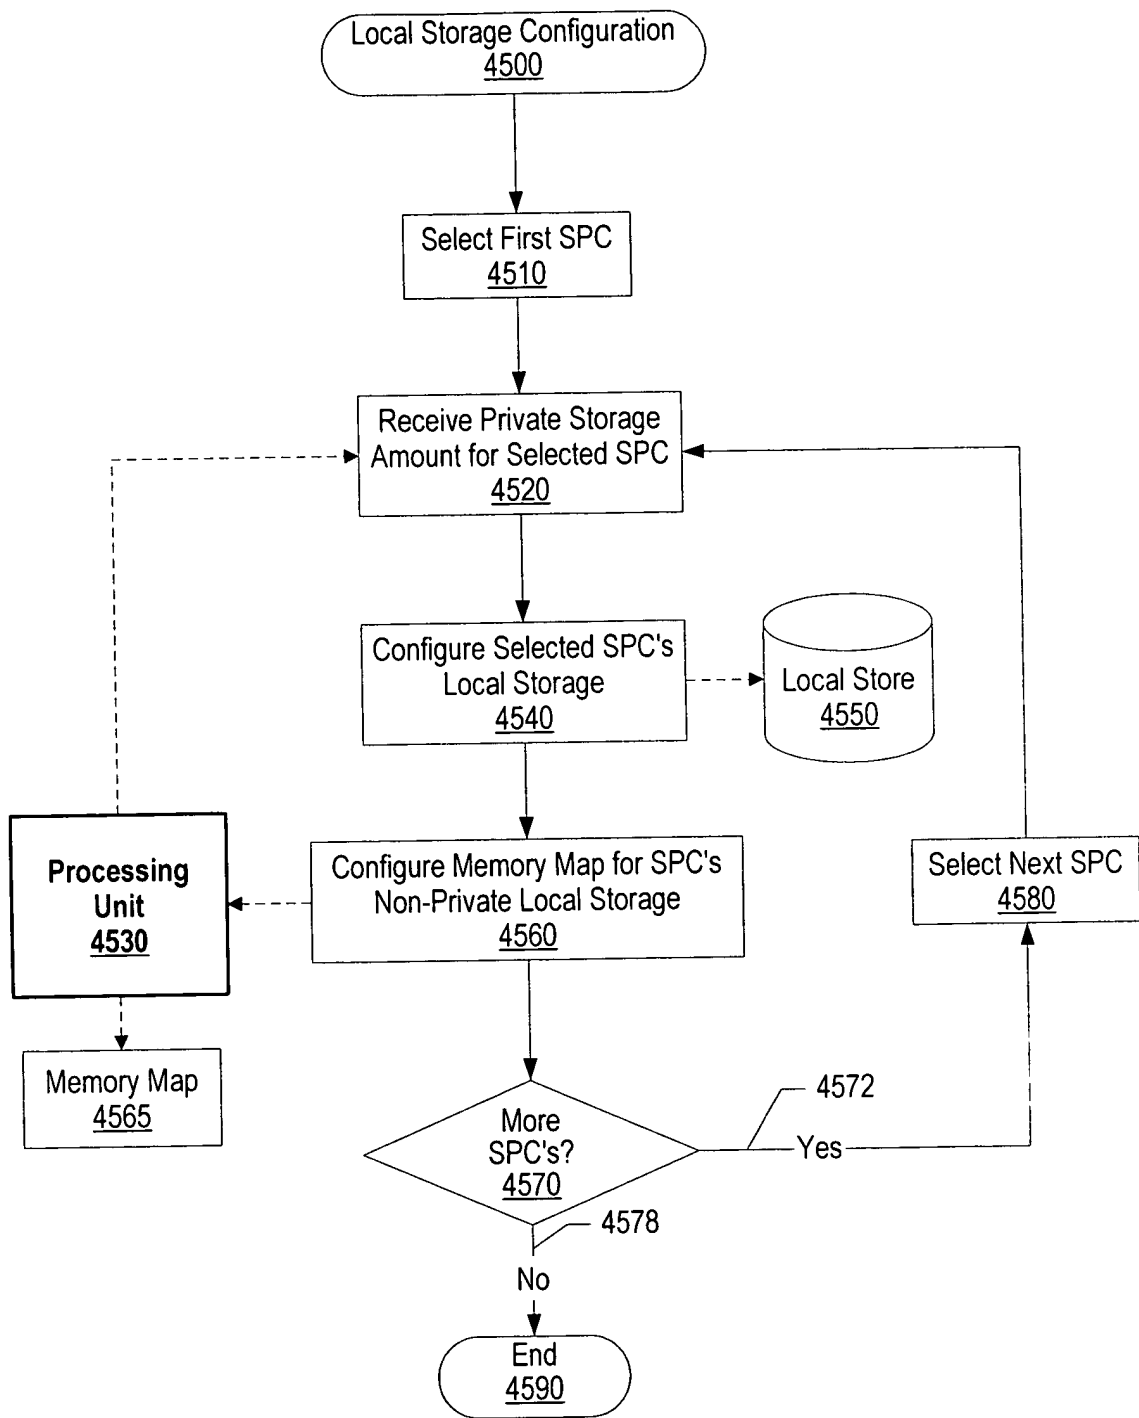 Local Storage Configuration
4500
Select First SPC
4510
Receive Private Storage
Amount for Selected SPC
4520
Configure Selected SPC's
Local Storage
4540
Local Store
4550
Processing
Unit
4530
Configure Memory Map for SPC's
Non-Private Local Storage
4560
Select Next SPC
4580
Memory Map
4565
More
SPC's?
4570
4572
Yes
4578
No
End
4590